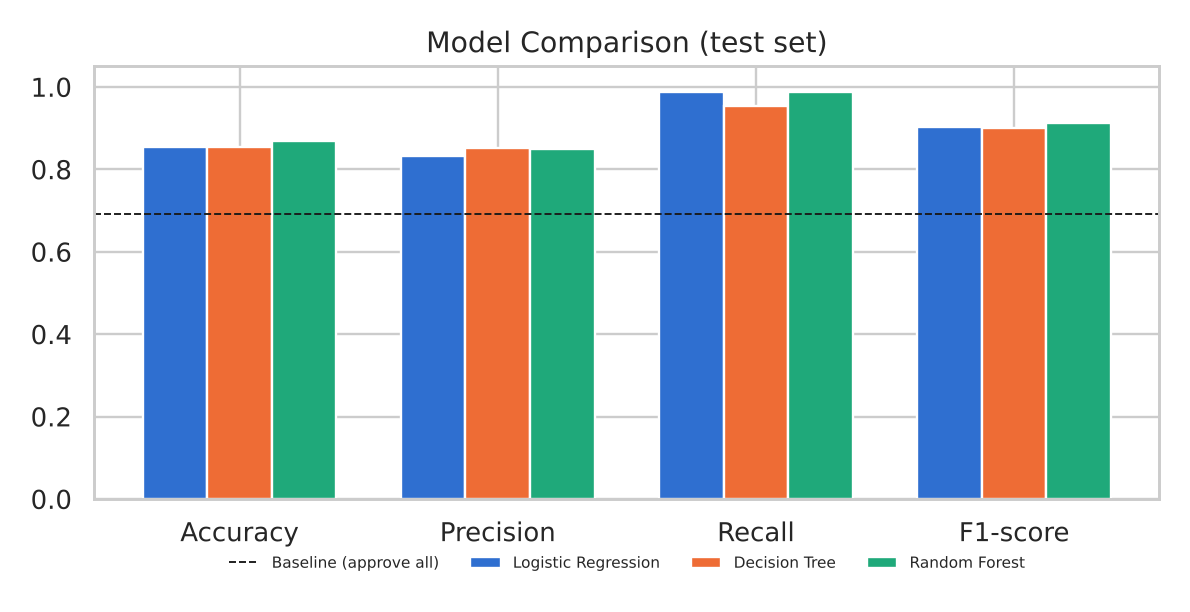 Model Comparison (test set)
1.0
0.8
0.6
0.4
0.2
0.0
Accuracy Precision Recall F1-score
Baseline (approve all) Logistic Regression Decision Tree Random Forest